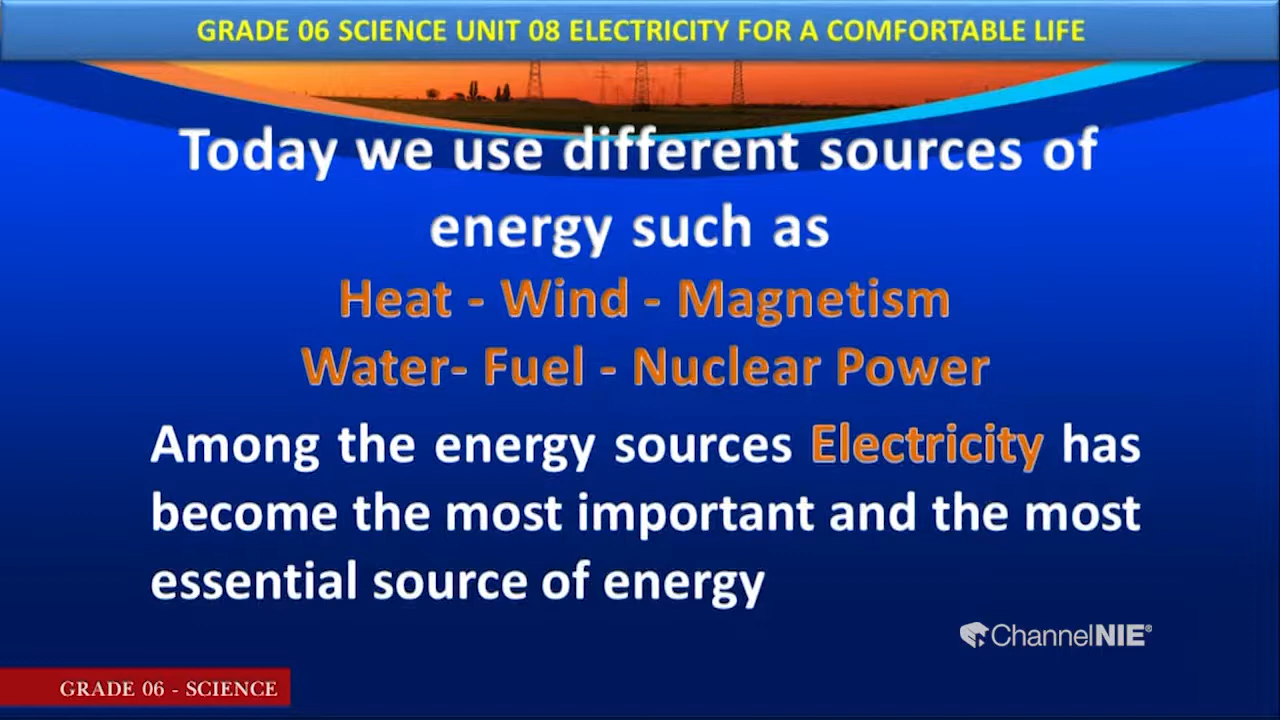 GRADE 06 SCIENCE UNIT 08 ELECTRICITY FOR A COMFORTABLE LIFE
Today we use different sources of
energy such as
Heat - Wind - Magnetism
Water- Fuel - Nuclear Power
Among the energy sources Electricity has
become the most important and the most
essential source of energy
ChannelNIE®
GRADE 06 - SCIENCE